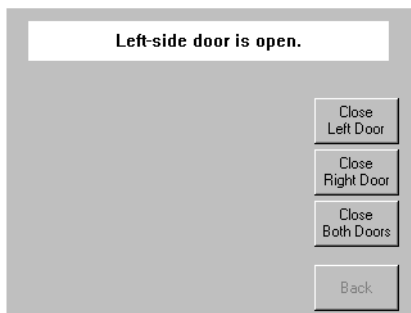 Left-side door is open.
Close
Left Door
Close
Right Door
Close
Both Doors
Back